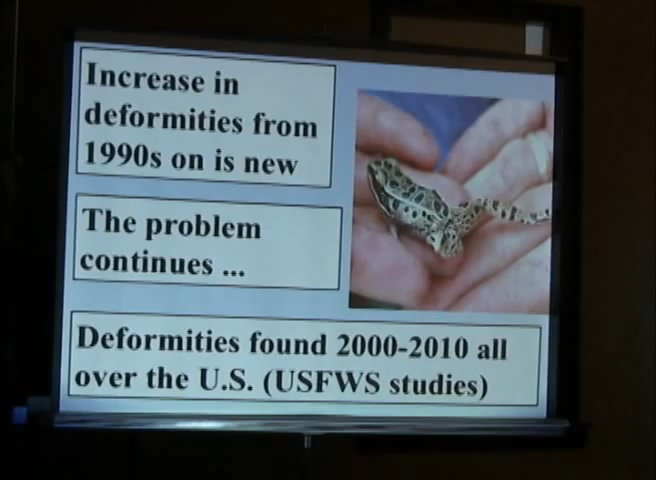 Increase in
deformities from
1990s on is new
The problem
continues ...
Deformities found 2000-2010 all
over the U.S. (USFWS studies)